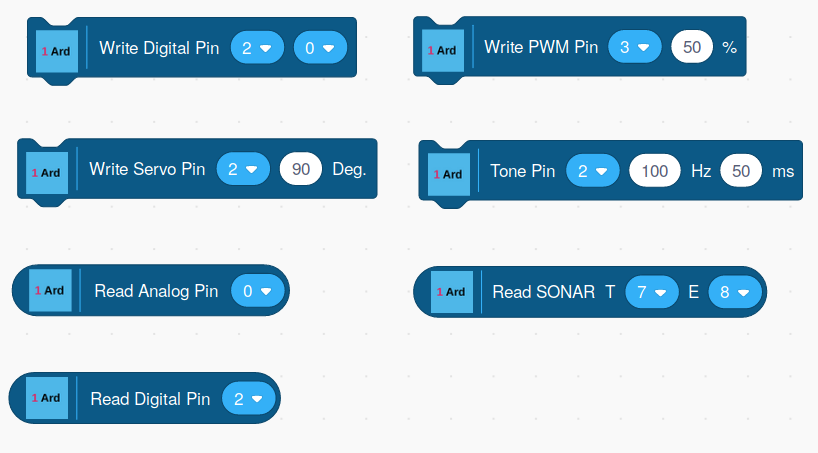 1 Ard Write Digital Pin 2 0
1 Ard Write PWM Pin 3 50 %
1 Ard Write Servo Pin 2 90 Deg.
1 Ard Tone Pin 2 100 Hz 50 ms
1 Ard Read Analog Pin 0
1 Ard Read SONAR T 7 E 8
1 Ard Read Digital Pin 2